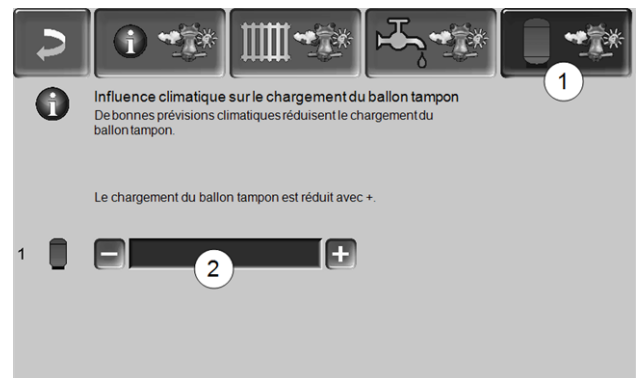 1
Influence climatique sur le chargement du ballon tampon
De bonnes prévisions climatiques réduisent le chargement du
ballon tampon.
Le chargement du ballon tampon est réduit avec +.
1
2